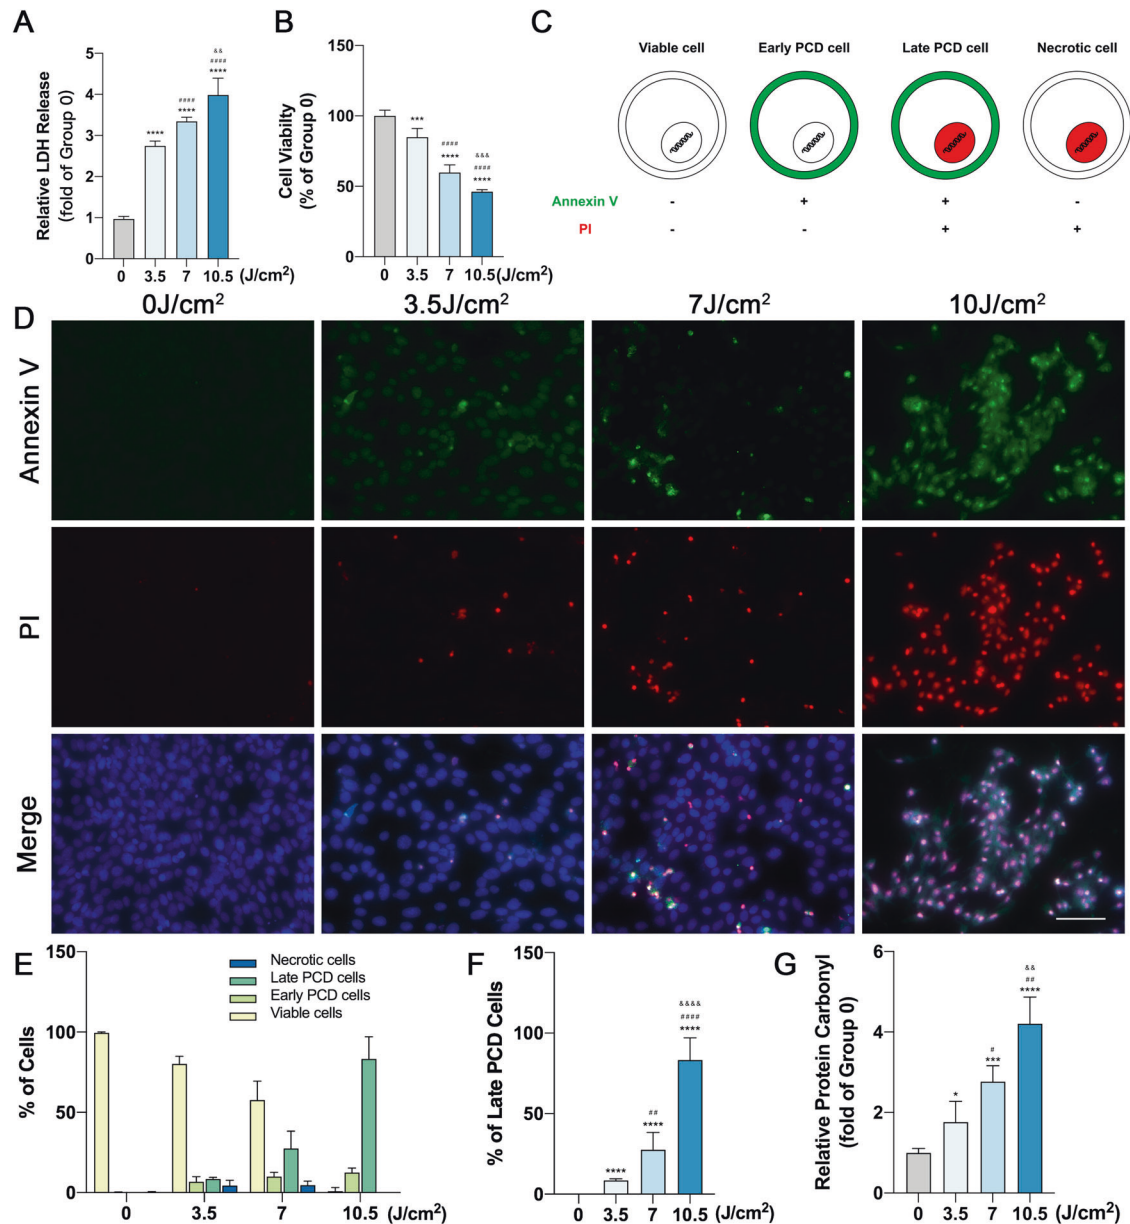 A
Relative LDH Release
(fold of Group 0)
5
4
3
2
1
0
&&
####
****
####
****
****
0 3.5 7 10.5 (J/cm²)
B
Cell Viabiity
(% of Group 0)
150
100
50
0
***
####
****
&&&
####
****
0 3.5 7 10.5 (J/cm²)
C
Viable cell Early PCD cell Late PCD cell Necrotic cell
Annexin V - + + -
PI - - + +
D
0J/cm² 3.5J/cm² 7J/cm² 10J/cm²
Annexin V
PI
Merge
E
% of Cells
150
100
50
0
Necrotic cells
Late PCD cells
Early PCD cells
Viable cells
0 3.5 7 10.5 (J/cm²)
F
% of Late PCD Cells
150
100
50
0
****
##
****
&&&&
####
****
0 3.5 7 10.5 (J/cm²)
G
Relative Protein Carbonyl
(fold of Group 0)
6
4
2
0
*
#
***
&&
##
****
0 3.5 7 10.5 (J/cm²)